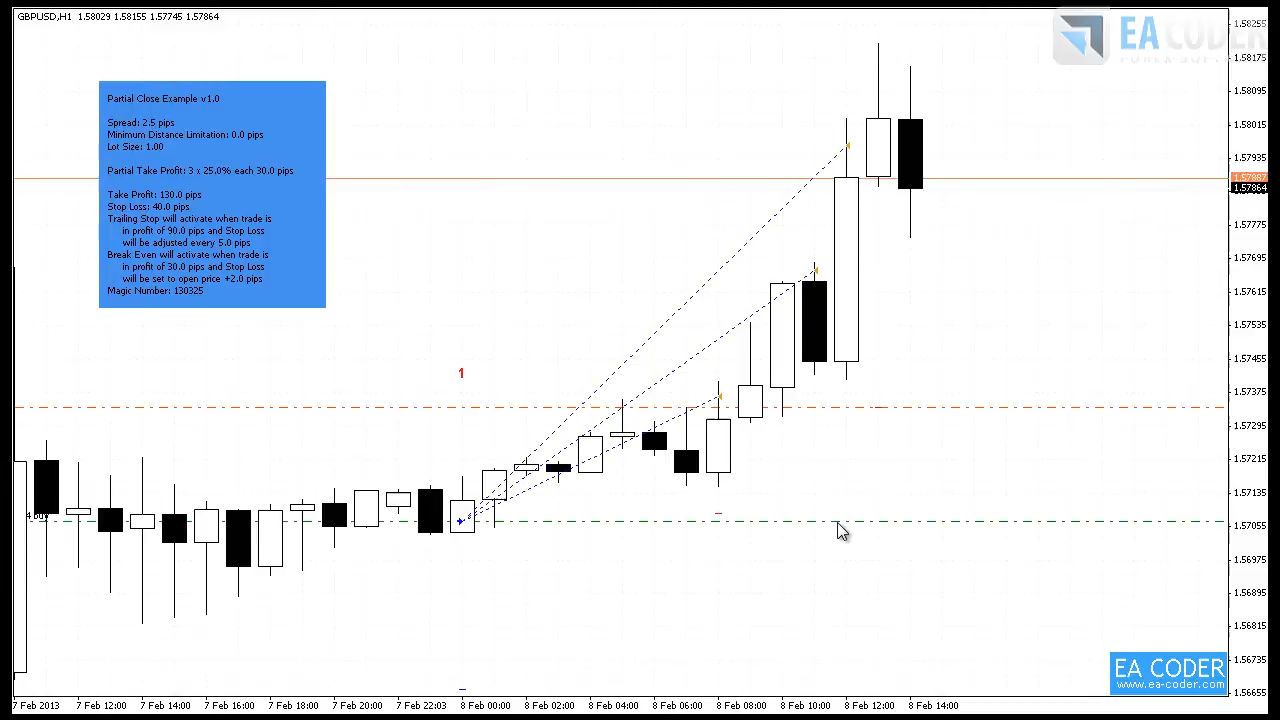 GBPUSD,H1 1.58029 1.58155 1.57745 1.57864
EA CODER
FOREX SOFT
Partial Close Example v1.0
Spread: 2.5 pips
Minimum Distance Limitation: 0.0 pips
Lot Size: 1.00
Partial Take Profit: 3 x 25.0% each 30.0 pips
Take Profit: 130.0 pips
Stop Loss: 40.0 pips
Trailing Stop will activate when trade is
in profit of 90.0 pips and Stop Loss
will be adjusted every 5.0 pips
Break Even will activate when trade is
in profit of 30.0 pips and Stop Loss
will be set to open price +2.0 pips
Magic Number: 130325
1
1.58255
1.58175
1.58095
1.58015
1.57935
1.57887
1.57864
1.57775
1.57695
1.57615
1.57535
1.57455
1.57375
1.57295
1.57215
1.57135
1.57055
1.56975
1.56895
1.56815
1.56735
1.56655
EA CODER
www.ea-coder.com
7 Feb 2013 7 Feb 12:00 7 Feb 14:00 7 Feb 16:00 7 Feb 18:00 7 Feb 20:00 7 Feb 22:03 8 Feb 00:00 8 Feb 02:00 8 Feb 04:00 8 Feb 06:00 8 Feb 08:00 8 Feb 10:00 8 Feb 12:00 8 Feb 14:00